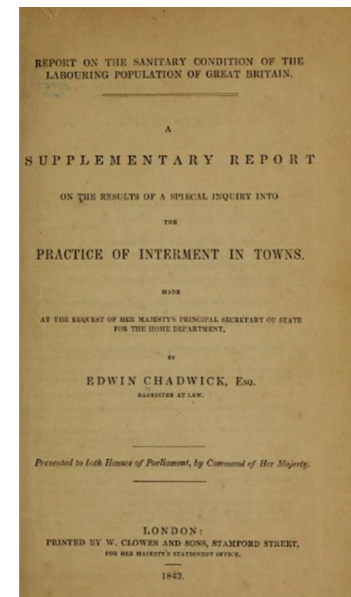 REPORT ON THE SANITARY CONDITION OF THE
LABOURING POPULATION OF GREAT BRITAIN.
A
SUPPLEMENTARY REPORT
ON THE RESULTS OF A SPIECAL INQUIRY INTO
THE
PRACTICE OF INTERMENT IN TOWNS.
MADE
AT THE REQUEST OF HER MAJESTY'S PRINCIPAL SECRETARY OF STATE
FOR THE HOME DEPARTMENT,
BY
EDWIN CHADWICK, ESQ.
BARRISTER AT LAW.
Presented to both Houses of Parliament, by Command of Her Majesty.
LONDON:
PRINTED BY W. CLOWES AND SONS, STAMFORD STREET,
FOR HER MAJESTY'S STATIONERY OFFICE.
1843.